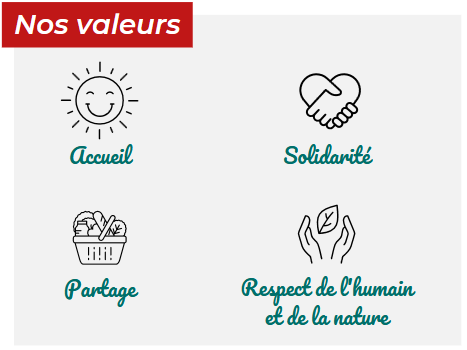 Nos valeurs
Accueil
Solidarité
Partage
Respect de l'humain
et de la nature